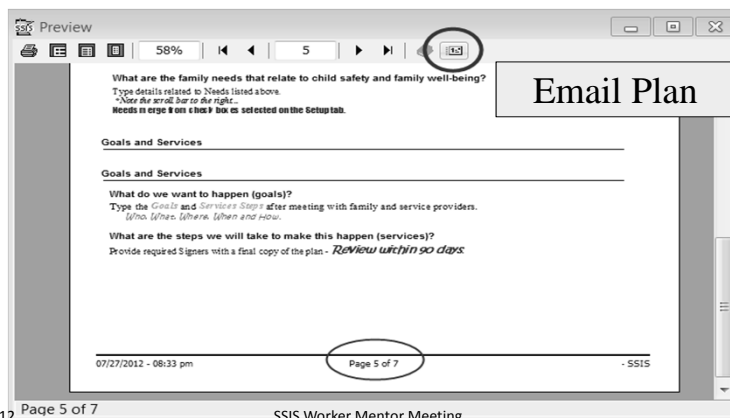 SSIS Preview
58% 5
Email Plan
What are the family needs that relate to child safety and family well-being?
Type details related to Needs listed above.
*Note the scroll bar to the right...
Needs merge from check boxes selected on the Setup tab.
Goals and Services
Goals and Services
What do we want to happen (goals)?
Type the Goals and Services Steps after meeting with family and service providers.
Who, What, Where, When and How.
What are the steps we will take to make this happen (services)?
Provide required Signers with a final copy of the plan - Review within 90 days.
07/27/2012 - 08:33 pm Page 5 of 7 - SSIS
Page 5 of 7
12 SSIS Worker Mentor Meeting